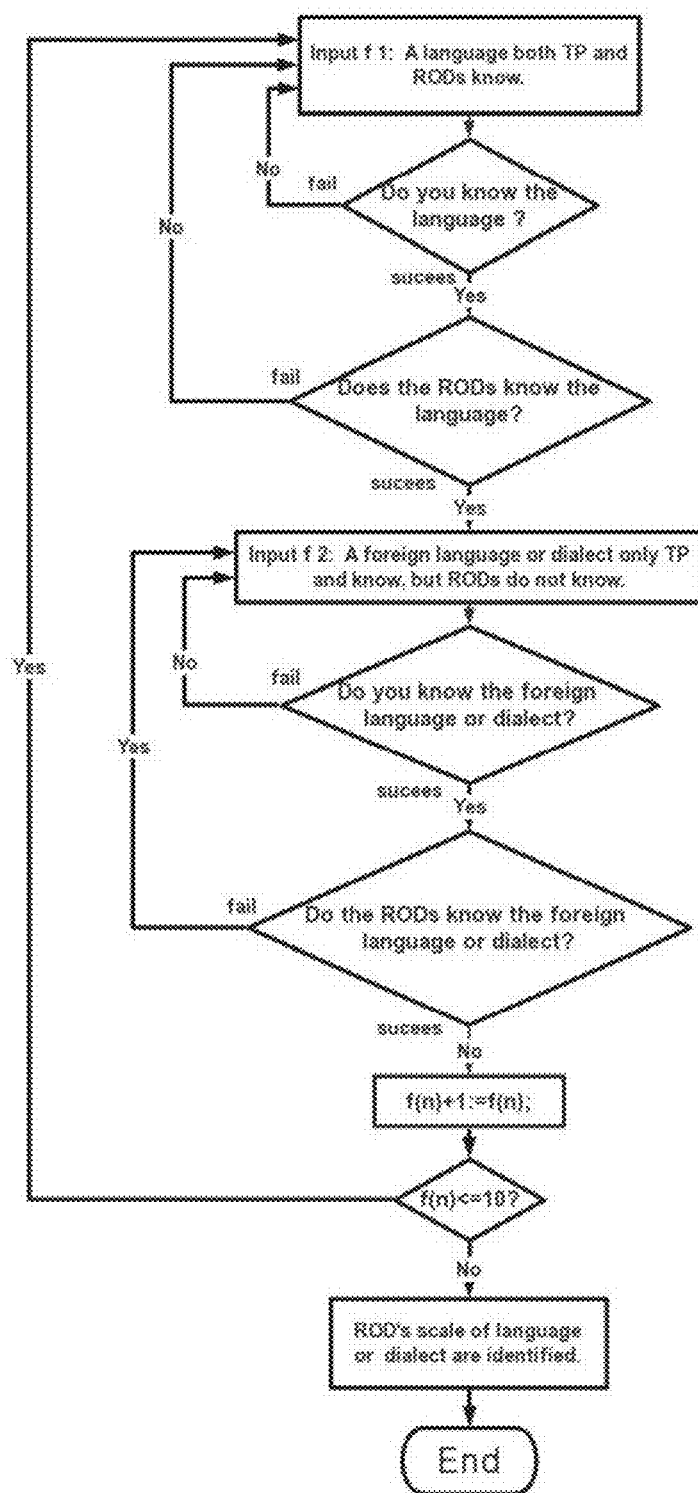 Input f 1: A language both TP and
RODs know.
No
fail
Do you know the
language ?
No
sucees
Yes
fail
Does the RODs know the
language?
sucees
Yes
Input f 2: A foreign language or dialect only TP
and know, but RODs do not know.
Yes
No
fail
Do you know the foreign
language or dialect?
Yes
sucees
Yes
fail
Do the RODs know the foreign
language or dialect?
sucees
No
f(n)+1:=f(n);
f(n)<=10?
No
ROD's scale of language
or dialect are identified.
End